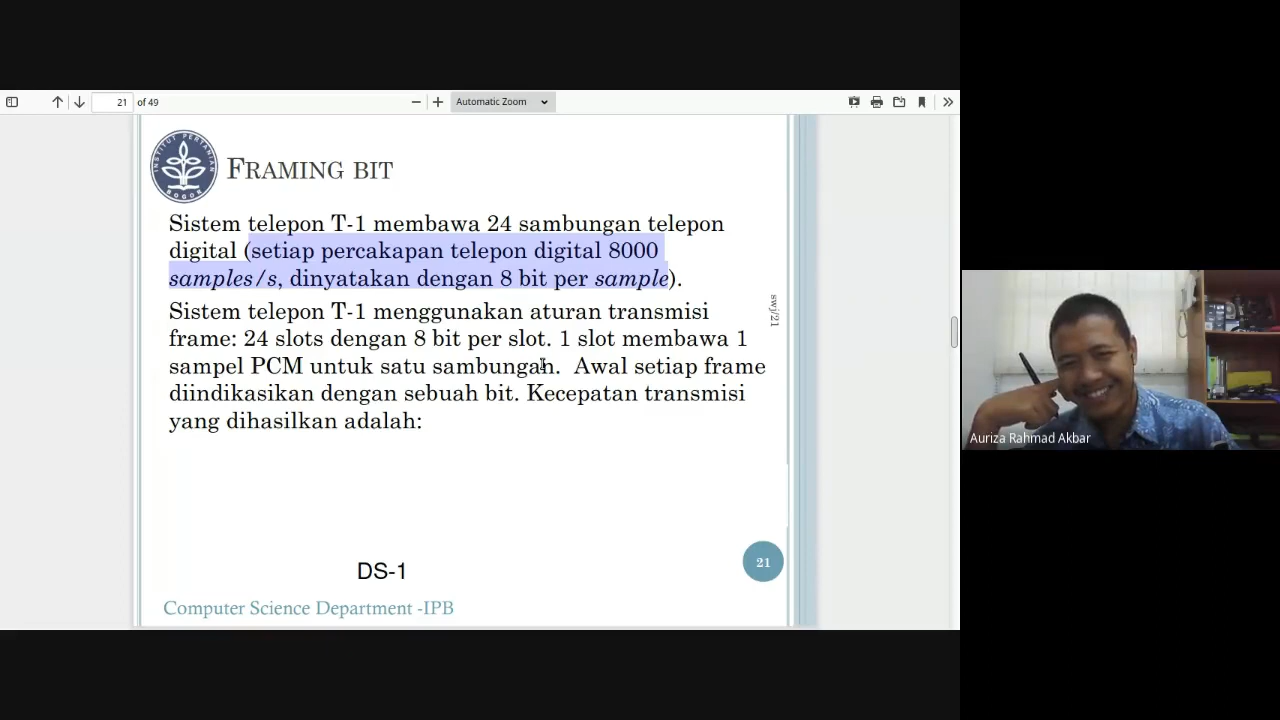 21 of 49
Automatic Zoom
INSTITUT PERTANIAN
BOGOR
FRAMING BIT
Sistem telepon T-1 membawa 24 sambungan telepon
digital (setiap percakapan telepon digital 8000
samples/s, dinyatakan dengan 8 bit per sample).
Sistem telepon T-1 menggunakan aturan transmisi
frame: 24 slots dengan 8 bit per slot. 1 slot membawa 1
sampel PCM untuk satu sambungan. Awal setiap frame
diindikasikan dengan sebuah bit. Kecepatan transmisi
yang dihasilkan adalah:
swj/21
DS-1
21
Computer Science Department -IPB
Auriza Rahmad Akbar